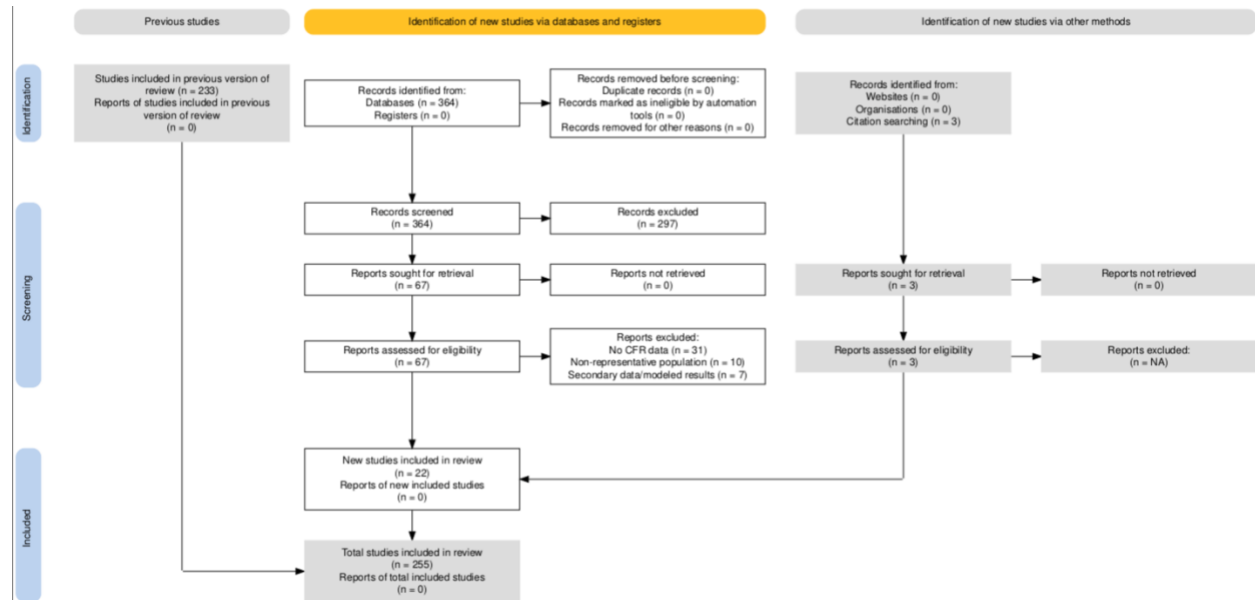 Previous studies
Identification of new studies via databases and registers
Identification of new studies via other methods
Identification
Studies included in previous version of
review (n = 233)
Reports of studies included in previous
version of review
(n = 0)
Records identified from:
Databases (n = 364)
Registers (n = 0)
Records removed before screening:
Duplicate records (n = 0)
Records marked as ineligible by automation
tools (n = 0)
Records removed for other reasons (n = 0)
Records identified from:
Websites (n = 0)
Organisations (n = 0)
Citation searching (n = 3)
Screening
Records screened
(n = 364)
Records excluded
(n = 297)
Reports sought for retrieval
(n = 67)
Reports not retrieved
(n = 0)
Reports sought for retrieval
(n = 3)
Reports not retrieved
(n = 0)
Reports assessed for eligibility
(n = 67)
Reports excluded:
No CFR data (n = 31)
Non-representative population (n = 10)
Secondary data/modeled results (n = 7)
Reports assessed for eligibility
(n = 3)
Reports excluded:
(n = NA)
Included
New studies included in review
(n = 22)
Reports of new included studies
(n = 0)
Total studies included in review
(n = 255)
Reports of total included studies
(n = 0)